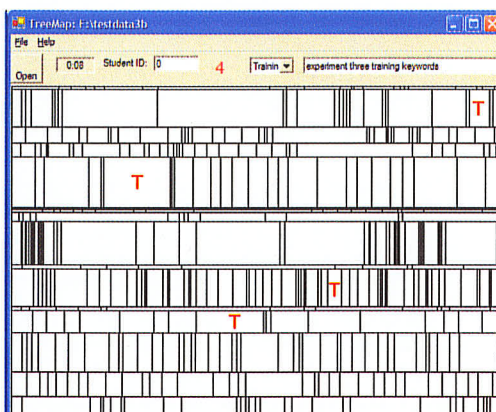 TreeMap: F:\testdata3b
File Help
Open 0:08 Student ID: 0 4 Trainin experiment three training keywords
T
T
T
T